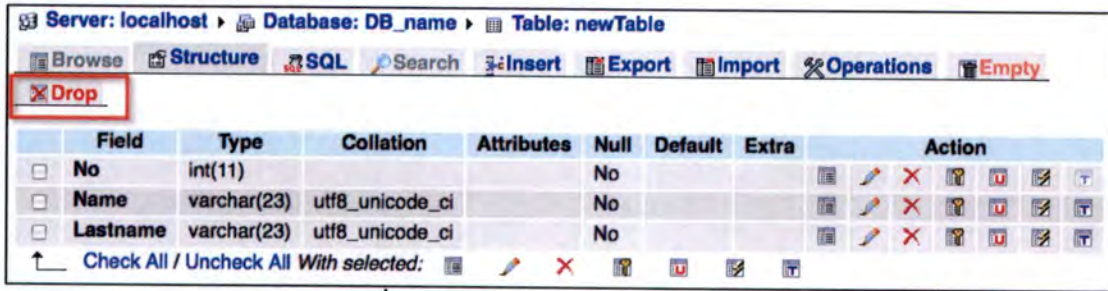 Server: localhost ▸ Database: DB_name ▸ Table: newTable
Browse Structure SQL Search Insert Export Import Operations Empty
Drop
Field Type Collation Attributes Null Default Extra Action
No int(11) No
Name varchar(23) utf8_unicode_ci No
Lastname varchar(23) utf8_unicode_ci No
Check All / Uncheck All With selected: